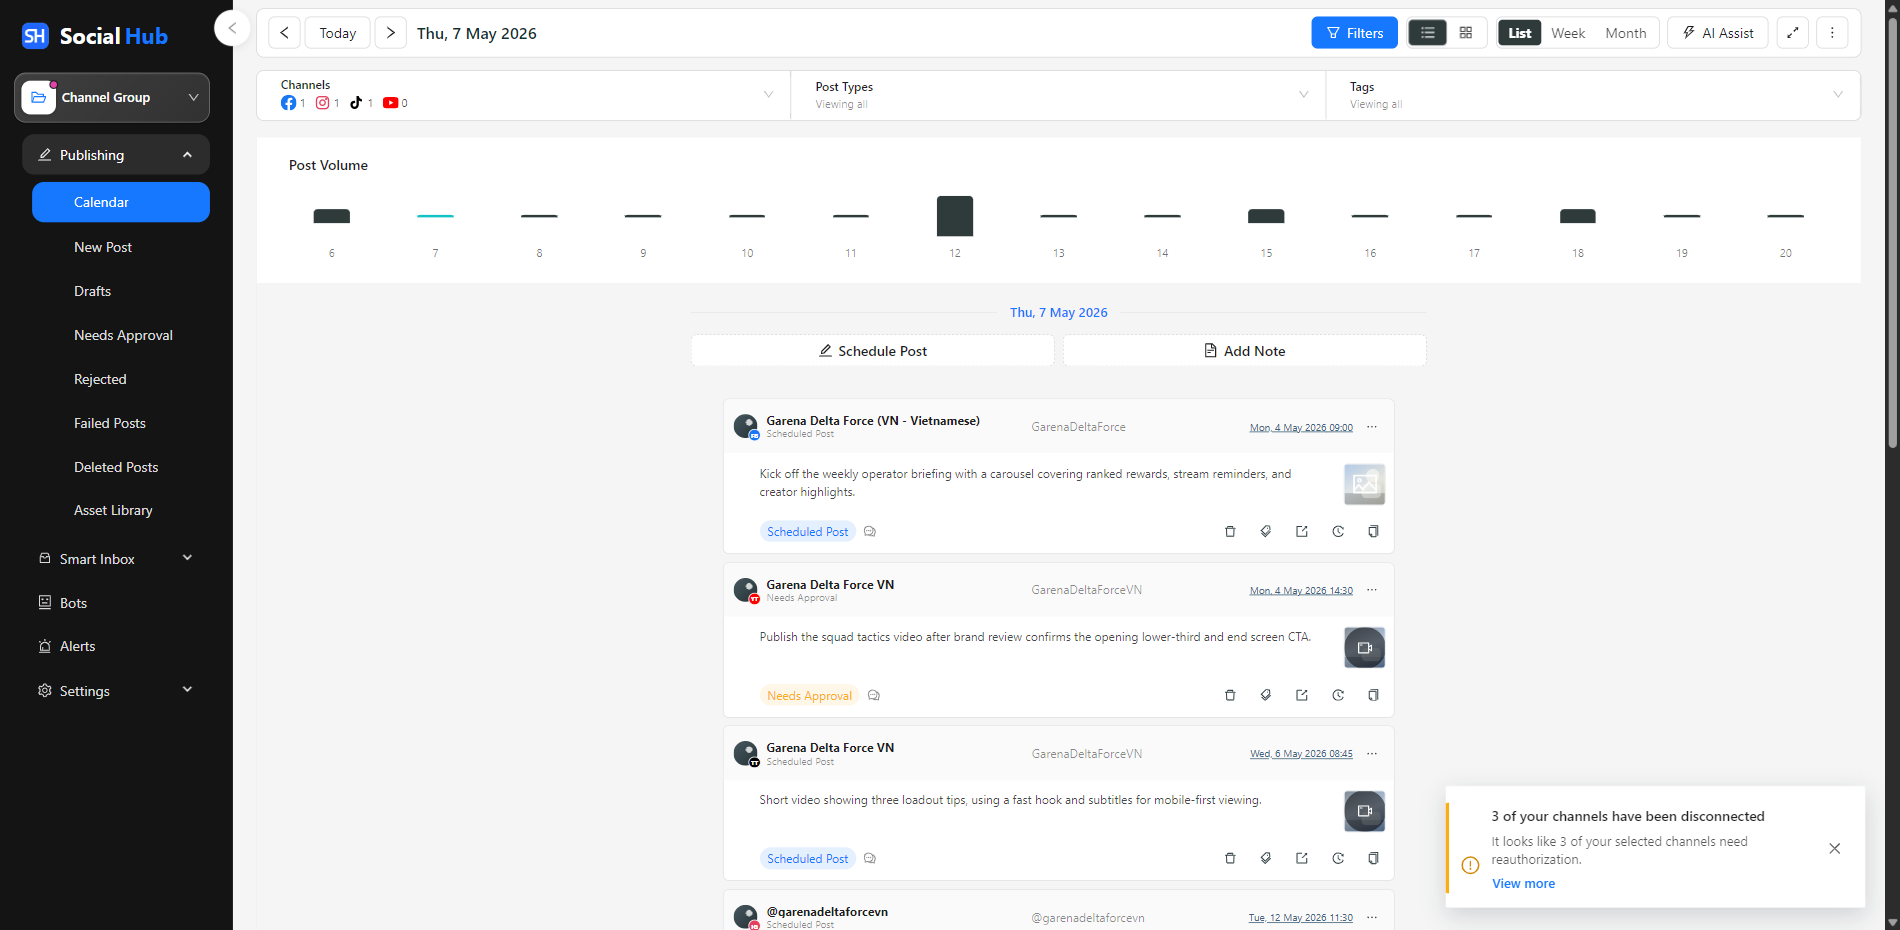 SH Social Hub
Today
Thu, 7 May 2026
Filters
List
Week
Month
AI Assist
Channel Group
Channels
1
1
1
0
Post Types
Viewing all
Tags
Viewing all
Publishing
Calendar
New Post
Drafts
Needs Approval
Rejected
Failed Posts
Deleted Posts
Asset Library
Smart Inbox
Bots
Alerts
Settings
Post Volume
6 7 8 9 10 11 12 13 14 15 16 17 18 19 20
Thu, 7 May 2026
Schedule Post
Add Note
Garena Delta Force (VN - Vietnamese)
Scheduled Post
GarenaDeltaForce
Mon, 4 May 2026 09:00
FB
Kick off the weekly operator briefing with a carousel covering ranked rewards, stream reminders, and
creator highlights.
Scheduled Post
Garena Delta Force VN
Needs Approval
GarenaDeltaForceVN
Mon, 4 May 2026 14:30
YT
Publish the squad tactics video after brand review confirms the opening lower-third and end screen CTA.
Needs Approval
Garena Delta Force VN
Scheduled Post
GarenaDeltaForceVN
Wed, 6 May 2026 08:45
TT
Short video showing three loadout tips, using a fast hook and subtitles for mobile-first viewing.
Scheduled Post
@garenadeltaforcevn
Scheduled Post
@garenadeltaforcevn
Tue, 12 May 2026 11:30
3 of your channels have been disconnected
It looks like 3 of your selected channels need
reauthorization.
View more